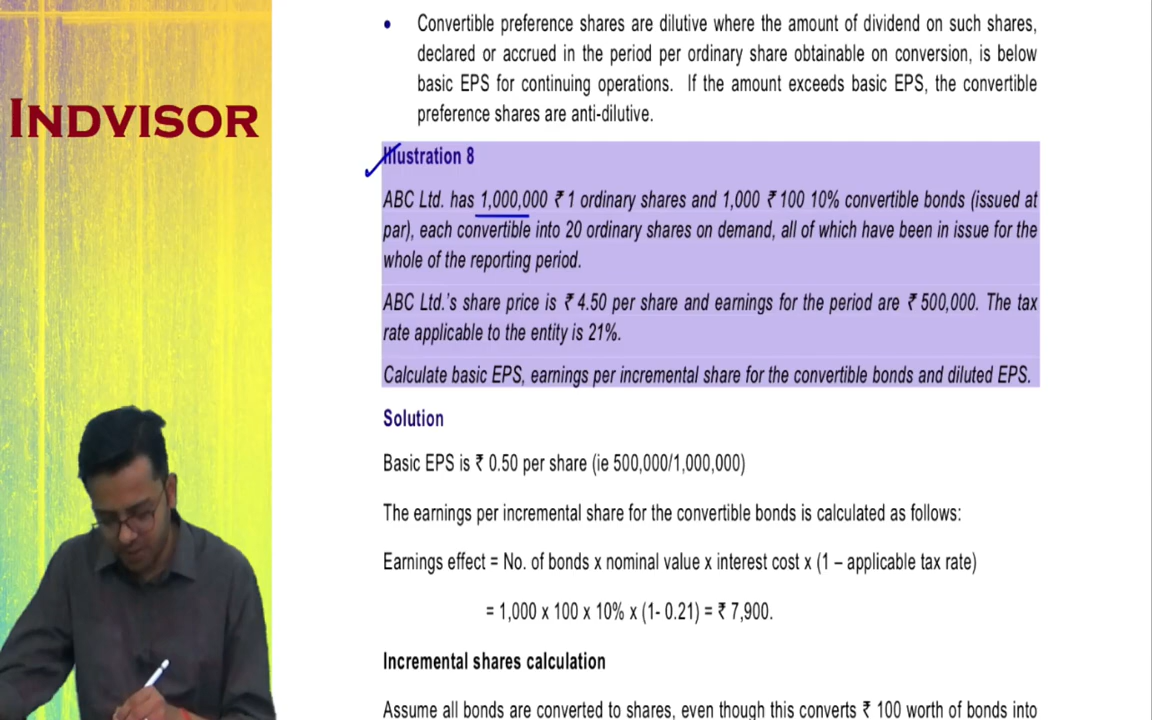 INDVISOR
• Convertible preference shares are dilutive where the amount of dividend on such shares,
declared or accrued in the period per ordinary share obtainable on conversion, is below
basic EPS for continuing operations. If the amount exceeds basic EPS, the convertible
preference shares are anti-dilutive.
Illustration 8
ABC Ltd. has 1,000,000 ₹ 1 ordinary shares and 1,000 ₹ 100 10% convertible bonds (issued at
par), each convertible into 20 ordinary shares on demand, all of which have been in issue for the
whole of the reporting period.
ABC Ltd.'s share price is ₹ 4.50 per share and earnings for the period are ₹ 500,000. The tax
rate applicable to the entity is 21%.
Calculate basic EPS, earnings per incremental share for the convertible bonds and diluted EPS.
Solution
Basic EPS is ₹ 0.50 per share (ie 500,000/1,000,000)
The earnings per incremental share for the convertible bonds is calculated as follows:
Earnings effect = No. of bonds x nominal value x interest cost x (1 – applicable tax rate)
= 1,000 x 100 x 10% x (1- 0.21) = ₹ 7,900.
Incremental shares calculation
Assume all bonds are converted to shares, even though this converts ₹ 100 worth of bonds into